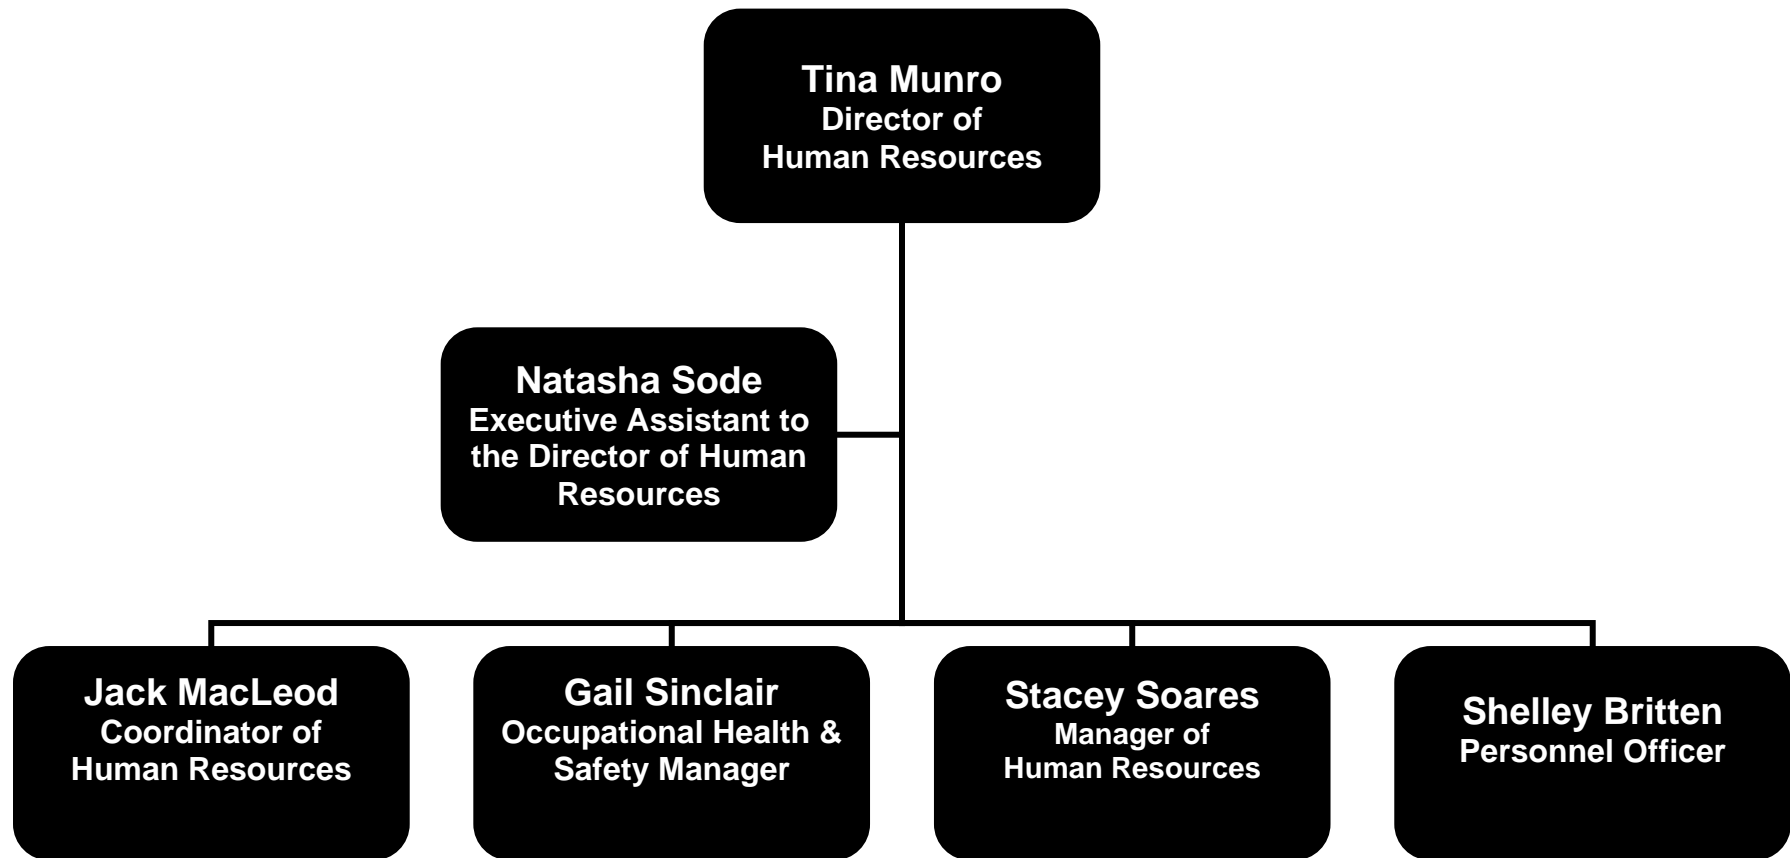 Tina Munro
Director of
Human Resources
Natasha Sode
Executive Assistant to
the Director of Human
Resources
Jack MacLeod
Coordinator of
Human Resources
Gail Sinclair
Occupational Health &
Safety Manager
Stacey Soares
Manager of
Human Resources
Shelley Britten
Personnel Officer